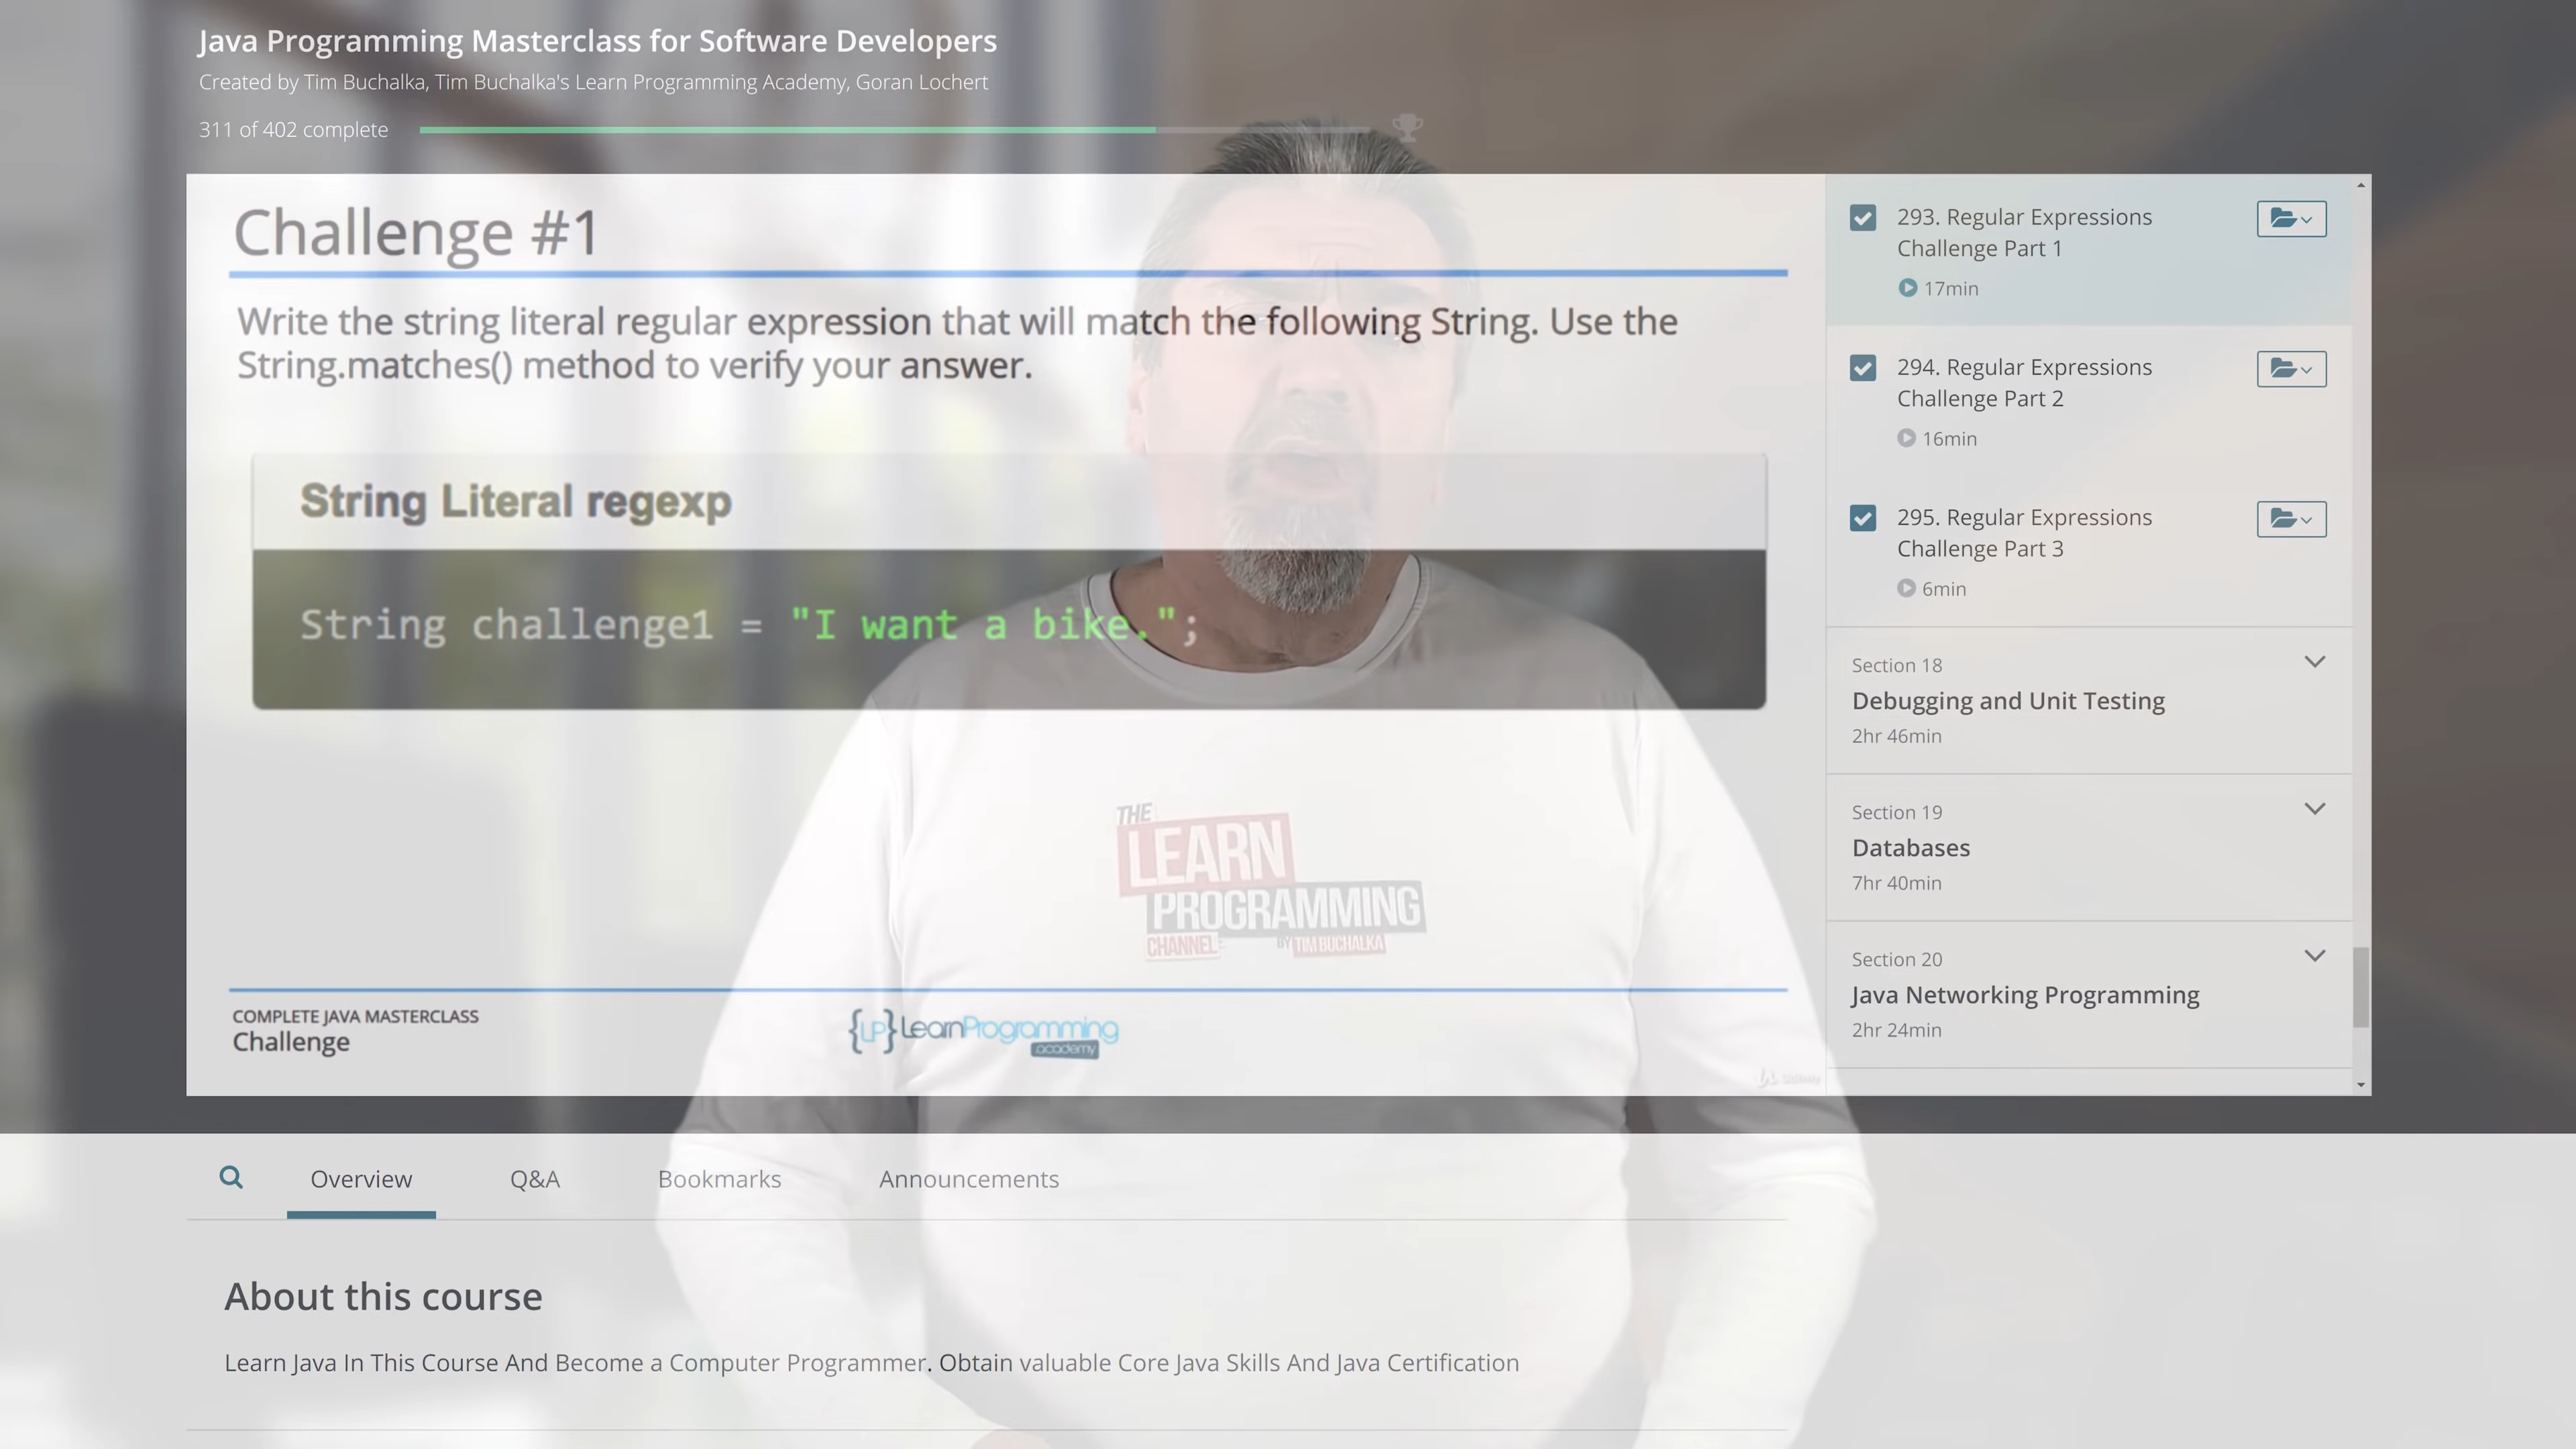 Java Programming Masterclass for Software Developers
Created by Tim Buchalka, Tim Buchalka's Learn Programming Academy, Goran Lochert
311 of 402 complete
Challenge #1
Write the string literal regular expression that will match the following String. Use the
String.matches() method to verify your answer.
String Literal regexp
String challenge1 = "I want a bike.";
THE
LEARN
PROGRAMMING
CHANNEL BY TIM BUCHALKA
COMPLETE JAVA MASTERCLASS
Challenge
{LP} LearnProgramming
academy
293. Regular Expressions
Challenge Part 1
17min
294. Regular Expressions
Challenge Part 2
16min
295. Regular Expressions
Challenge Part 3
6min
Section 18
Debugging and Unit Testing
2hr 46min
Section 19
Databases
7hr 40min
Section 20
Java Networking Programming
2hr 24min
Overview Q&A Bookmarks Announcements
About this course
Learn Java In This Course And Become a Computer Programmer. Obtain valuable Core Java Skills And Java Certification